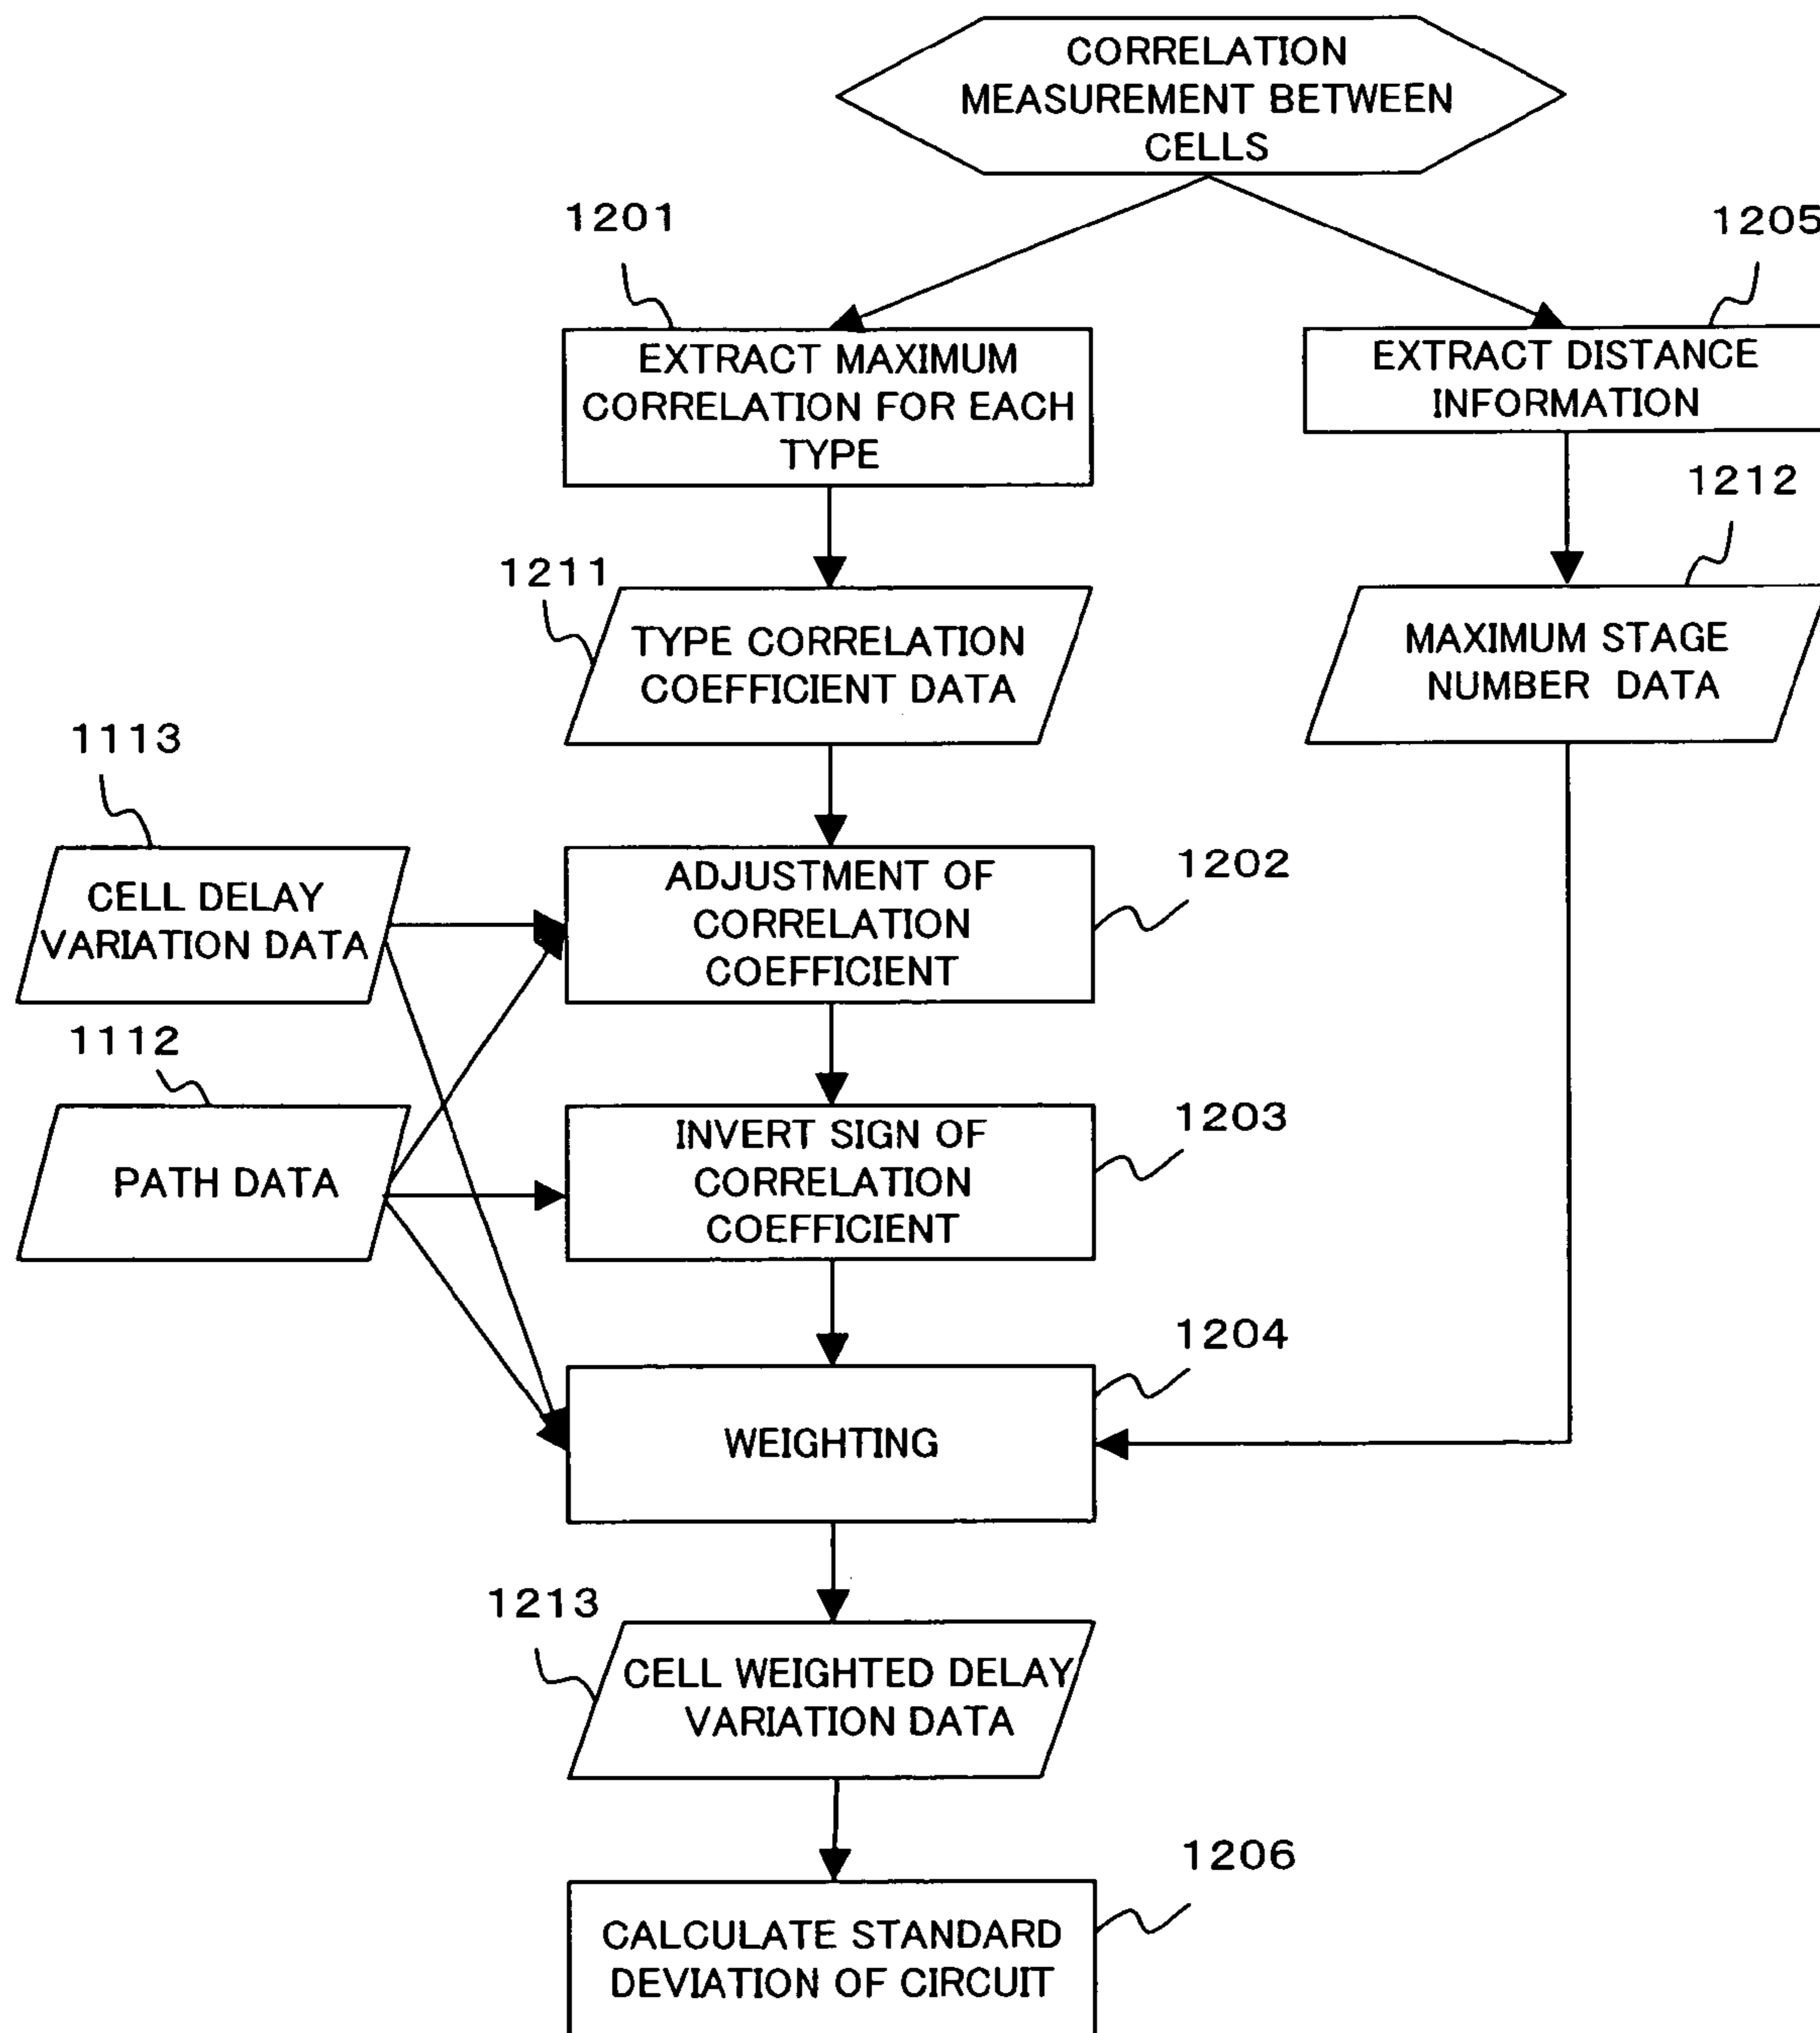 CORRELATION
MEASUREMENT BETWEEN
CELLS
1201
1205
EXTRACT MAXIMUM
CORRELATION FOR EACH
TYPE
EXTRACT DISTANCE
INFORMATION
1212
1211
TYPE CORRELATION
COEFFICIENT DATA
MAXIMUM STAGE
NUMBER DATA
1113
CELL DELAY
VARIATION DATA
ADJUSTMENT OF
CORRELATION
COEFFICIENT
1202
1112
PATH DATA
INVERT SIGN OF
CORRELATION
COEFFICIENT
1203
1204
WEIGHTING
1213
CELL WEIGHTED DELAY
VARIATION DATA
1206
CALCULATE STANDARD
DEVIATION OF CIRCUIT